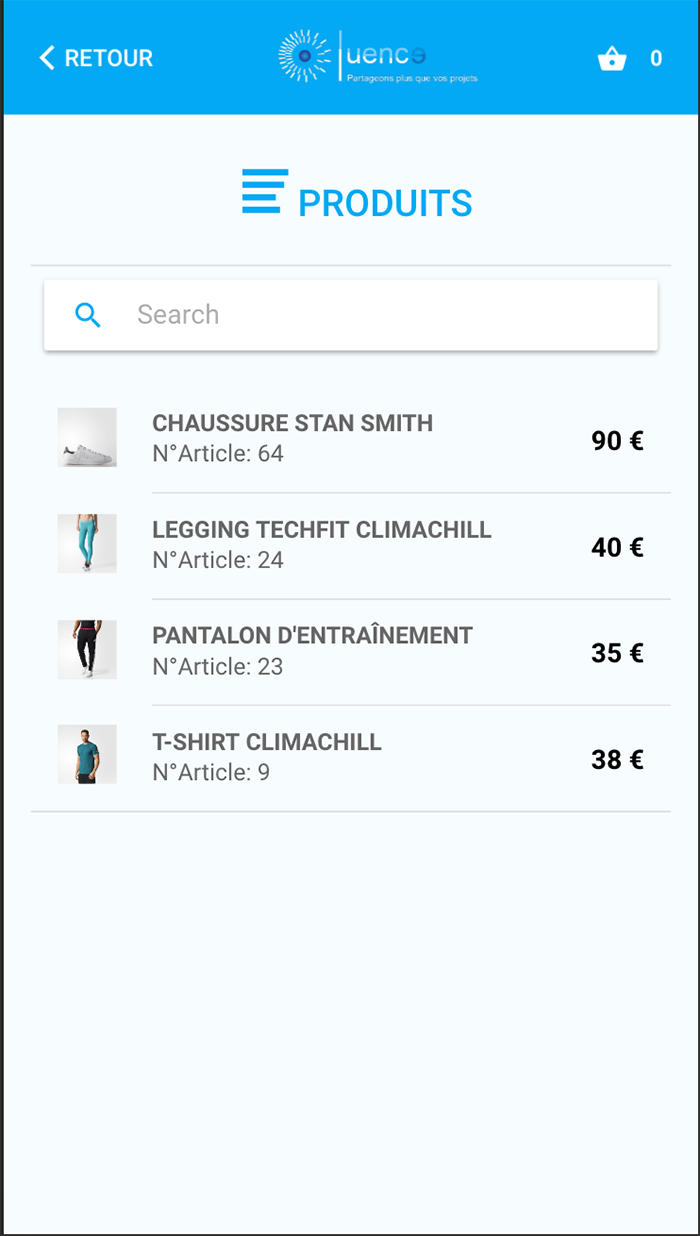 RETOUR
uence
Partageons plus que vos projets
0
PRODUITS
Search
CHAUSSURE STAN SMITH
N°Article: 64
90 €
LEGGING TECHFIT CLIMACHILL
N°Article: 24
40 €
PANTALON D'ENTRAÎNEMENT
N°Article: 23
35 €
T-SHIRT CLIMACHILL
N°Article: 9
38 €